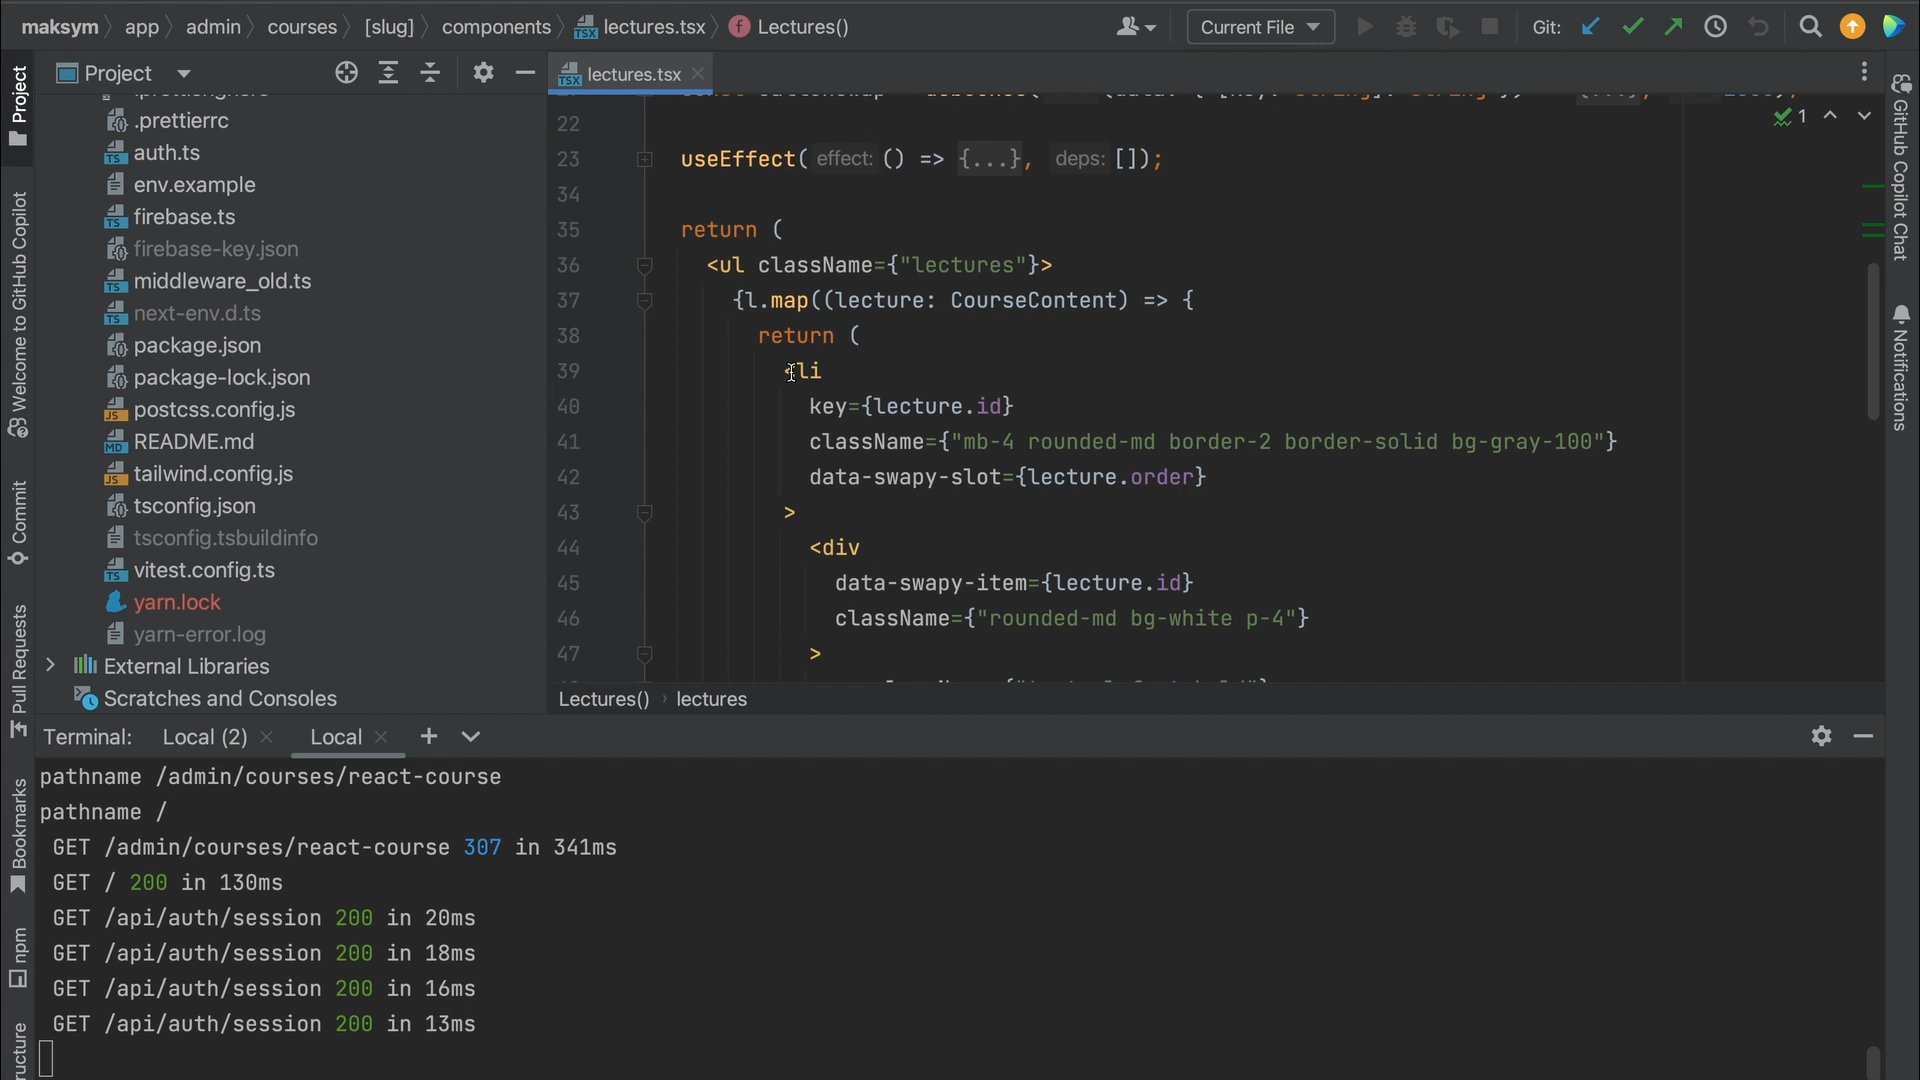 maksym app admin courses [slug] components lectures.tsx Lectures()
Current File
Git:
Project
lectures.tsx
.prettierrc
auth.ts
env.example
firebase.ts
firebase-key.json
middleware_old.ts
next-env.d.ts
package.json
package-lock.json
postcss.config.js
README.md
tailwind.config.js
tsconfig.json
tsconfig.tsbuildinfo
vitest.config.ts
yarn.lock
yarn-error.log
External Libraries
Scratches and Consoles
1
22
23 useEffect( effect: () => {...}, deps: []);
34
35 return (
36 <ul className={"lectures"}>
37 {l.map((lecture: CourseContent) => {
38 return (
39 <li
40 key={lecture.id}
41 className={"mb-4 rounded-md border-2 border-solid bg-gray-100"}
42 data-swapy-slot={lecture.order}
43 >
44 <div
45 data-swapy-item={lecture.id}
46 className={"rounded-md bg-white p-4"}
47 >
Lectures() lectures
Terminal: Local (2) Local
pathname /admin/courses/react-course
pathname /
GET /admin/courses/react-course 307 in 341ms
GET / 200 in 130ms
GET /api/auth/session 200 in 20ms
GET /api/auth/session 200 in 18ms
GET /api/auth/session 200 in 16ms
GET /api/auth/session 200 in 13ms
Project
Welcome to GitHub Copilot
Commit
Pull Requests
Bookmarks
npm
GitHub Copilot Chat
Notifications